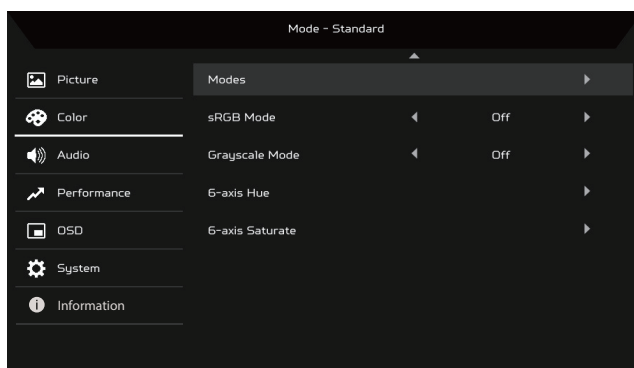 Mode - Standard
Picture
Modes
Color
sRGB Mode Off
Audio
Grayscale Mode Off
Performance
6-axis Hue
OSD
6-axis Saturate
System
Information